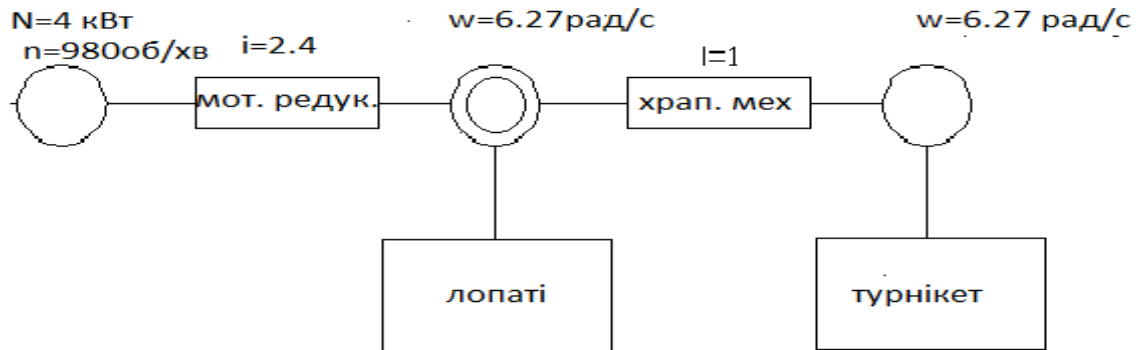 N=4 кВт
n=980об/хв
i=2.4
w=6.27рад/с
I=1
w=6.27 рад/с
мот. редук.
храп. мех
лопаті
турнікет